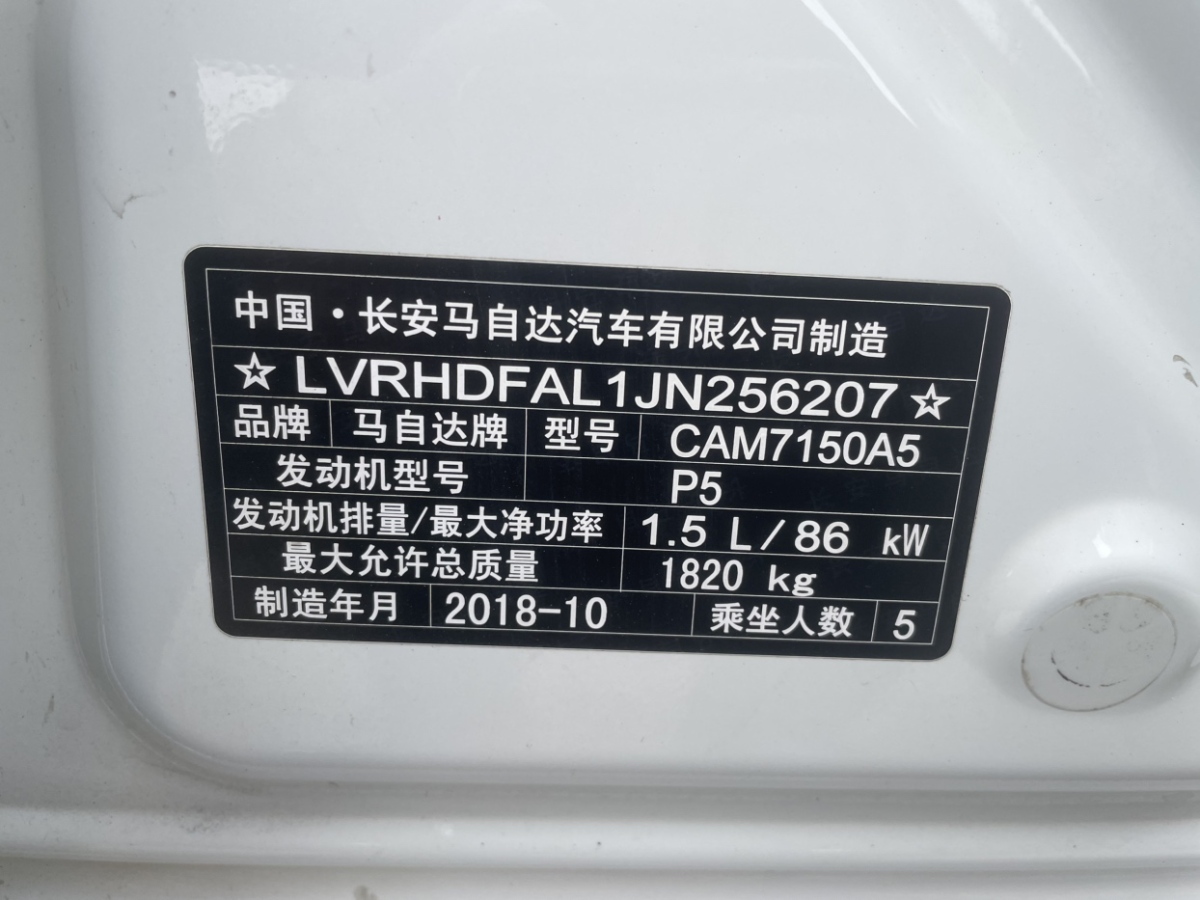 中国·长安马自达汽车有限公司制造
☆LVRHDFAL1JN256207☆
品牌 马自达牌 型号 CAM7150A5
发动机型号 P5
发动机排量/最大净功率 1.5 L/86 kW
最大允许总质量 1820 kg
制造年月 2018-10 乘坐人数 5